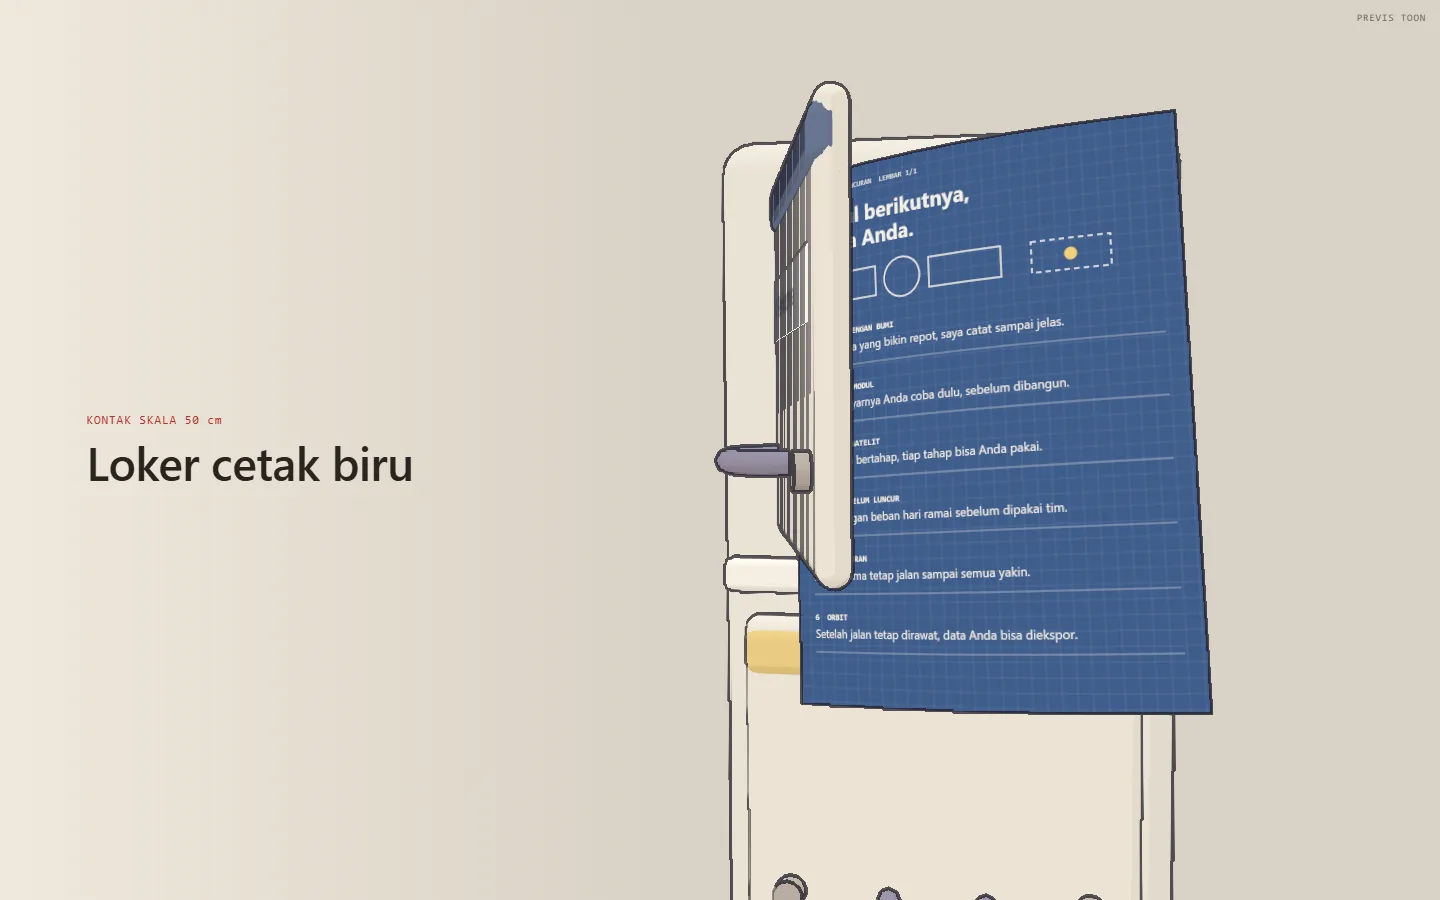 PREVIS TOON
KONTAK SKALA 50 cm
Loker cetak biru
LEMBAR 1/1
berikutnya,
Anda.
BUMI
yang bikin repot, saya catat sampai jelas.
Anda coba dulu, sebelum dibangun.
bertahap, tiap tahap bisa Anda pakai.
LUNCUR
beban hari ramai sebelum dipakai tim.
tetap jalan sampai semua yakin.
6 ORBIT
Setelah jalan tetap dirawat, data Anda bisa diekspor.